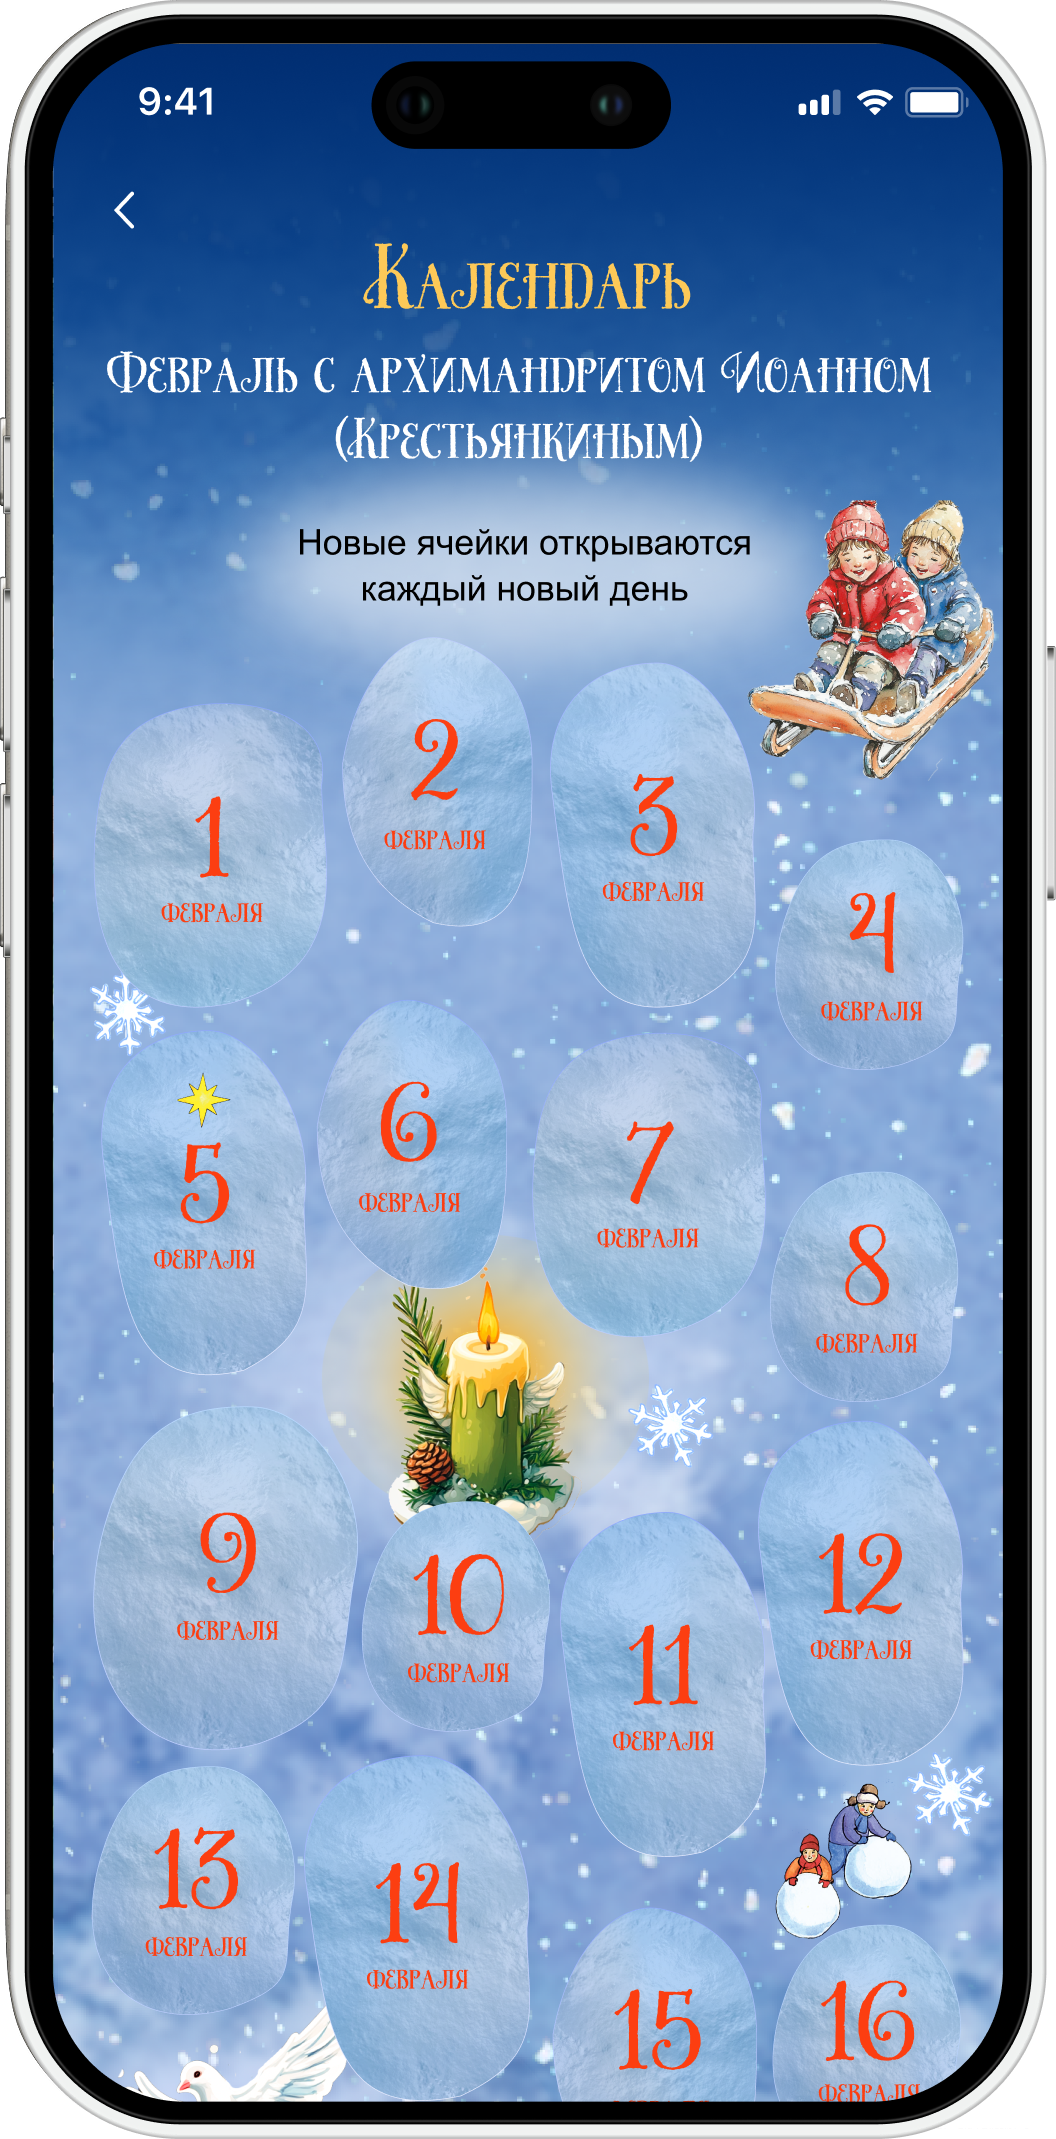 9:41
Календарь
Февраль с архимандритом Иоанном
(Крестьянкиным)
Новые ячейки открываются
каждый новый день
1
февраля
2
февраля
3
февраля
4
февраля
5
февраля
6
февраля
7
февраля
8
февраля
9
февраля
10
февраля
11
февраля
12
февраля
13
февраля
14
февраля
15
16
февраля